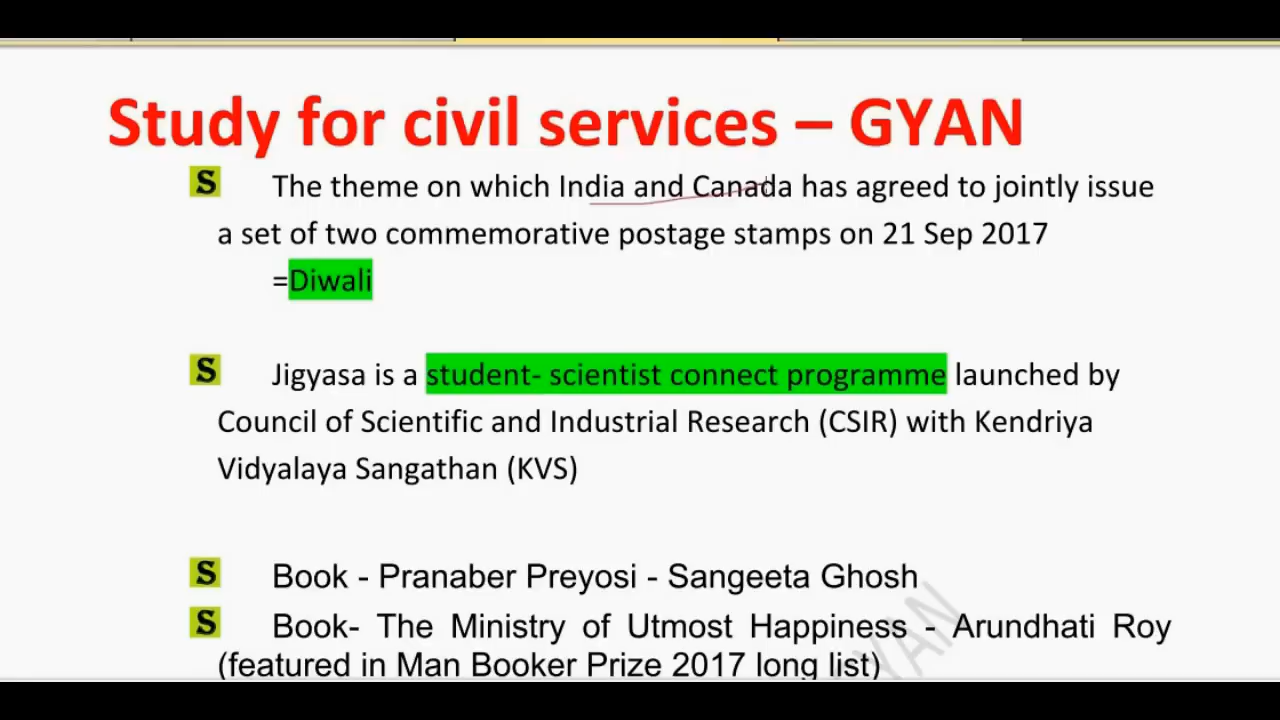 Study for civil services – GYAN
S The theme on which India and Canada has agreed to jointly issue
a set of two commemorative postage stamps on 21 Sep 2017
=Diwali
S Jigyasa is a student- scientist connect programme launched by
Council of Scientific and Industrial Research (CSIR) with Kendriya
Vidyalaya Sangathan (KVS)
S Book - Pranaber Preyosi - Sangeeta Ghosh
S Book- The Ministry of Utmost Happiness - Arundhati Roy
(featured in Man Booker Prize 2017 long list)
GYAN